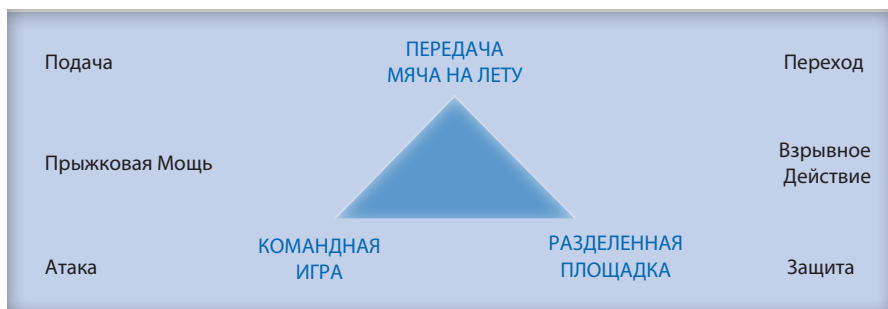 Подача
ПЕРЕДАЧА
МЯЧА НА ЛЕТУ
Переход
Прыжковая Мощь
Взрывное
Действие
Атака
КОМАНДНАЯ
ИГРА
РАЗДЕЛЕННАЯ
ПЛОЩАДКА
Защита